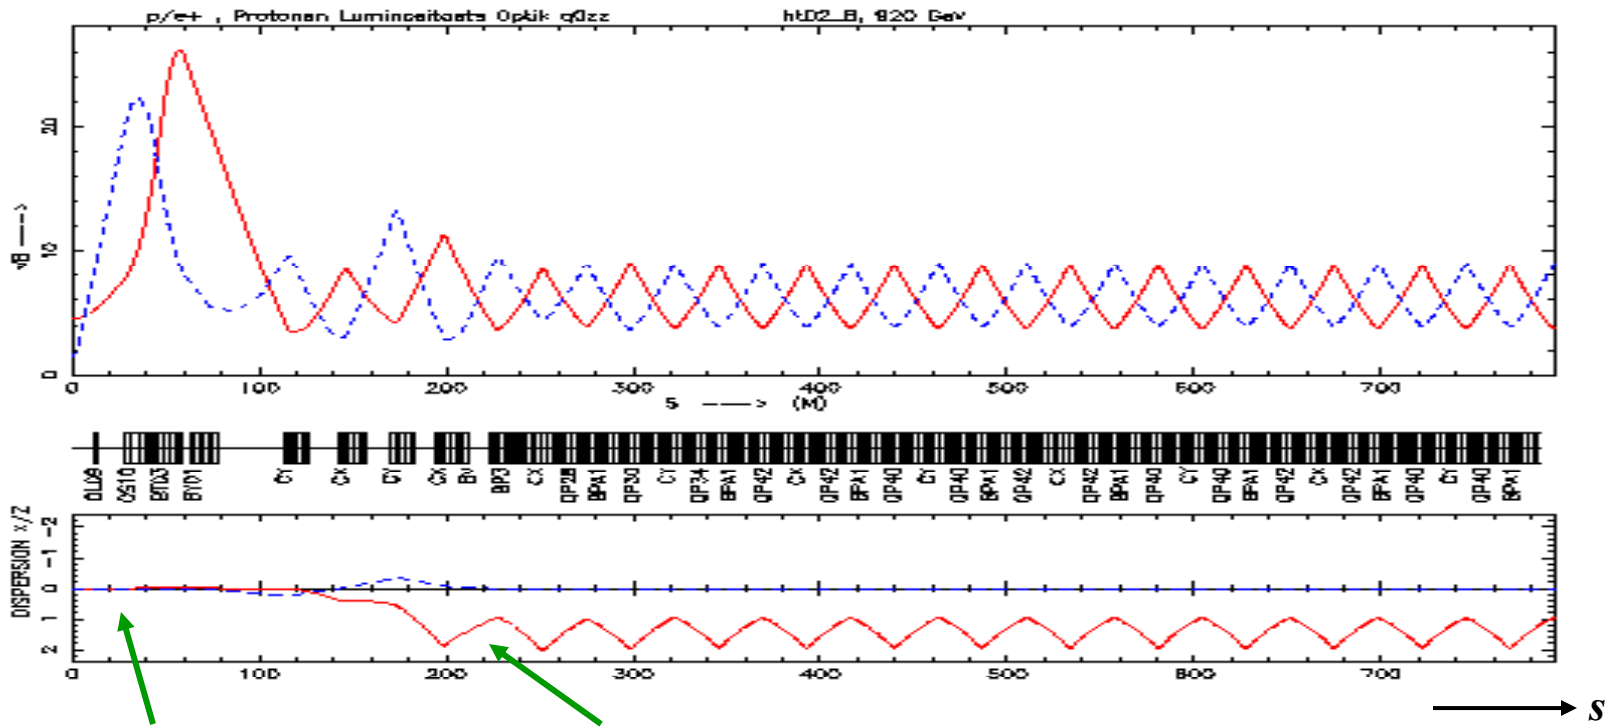 p/e+ , Protonen Luminositaets Optik q0zz
20
10
0
0 100 200 300 400 500 600 700
S ----> (M)
CY CX CY CX BV BP3 CX QP28 BPA1 QP30 CY QP34 BPA1 QP42 CX QP42 BPA1 QP40 CY QP40 BPA1 QP42 CX QP42 BPA1 QP40 CY QP40 BPA1 QP42 CX QP42 BPA1 QP40 CY QP40 BPA1
DISPERSION X/Z
-2
-1
0
1
2
0 100 200 300 400 500 600 700
s